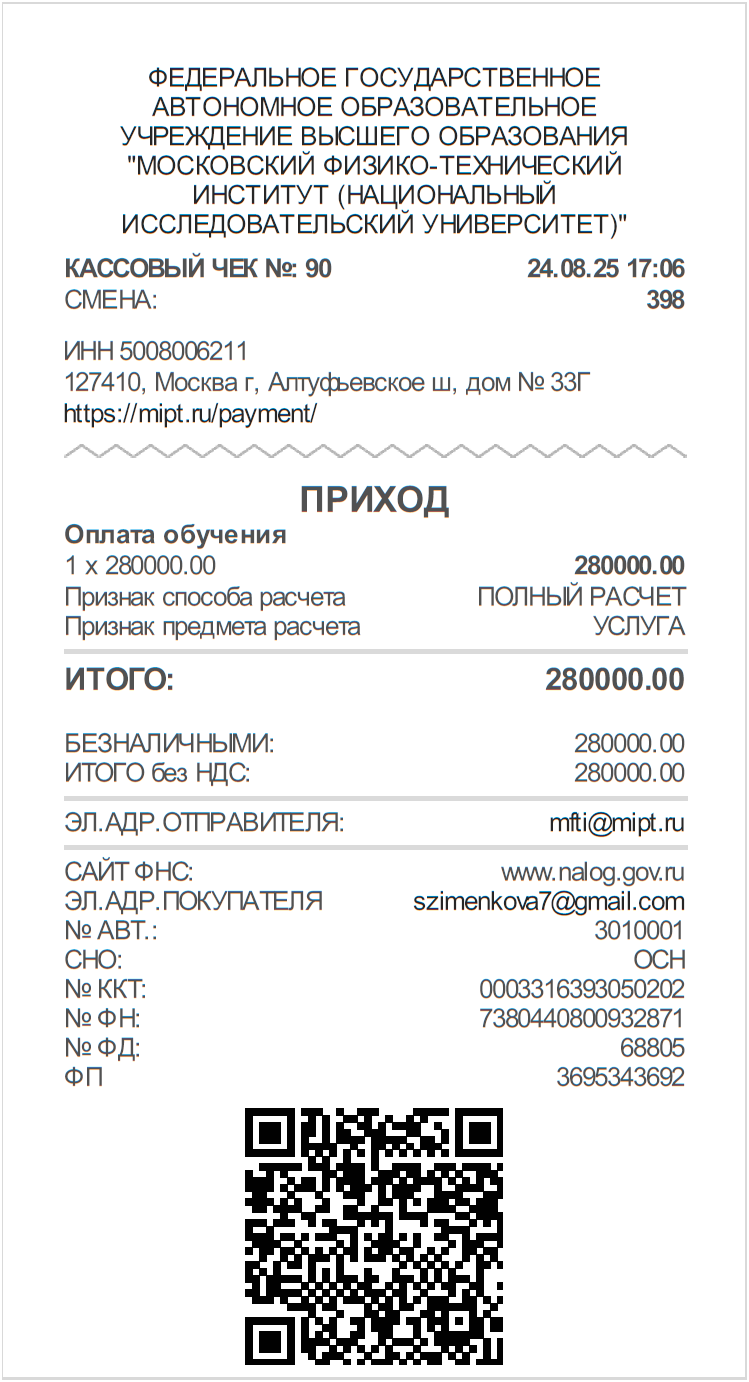 ФЕДЕРАЛЬНОЕ ГОСУДАРСТВЕННОЕ
АВТОНОМНОЕ ОБРАЗОВАТЕЛЬНОЕ
УЧРЕЖДЕНИЕ ВЫСШЕГО ОБРАЗОВАНИЯ
"МОСКОВСКИЙ ФИЗИКО-ТЕХНИЧЕСКИЙ
ИНСТИТУТ (НАЦИОНАЛЬНЫЙ
ИССЛЕДОВАТЕЛЬСКИЙ УНИВЕРСИТЕТ)"
КАССОВЫЙ ЧЕК №: 90 24.08.25 17:06
СМЕНА: 398
ИНН 5008006211
127410, Москва г, Алтуфьевское ш, дом № 33Г
https://mipt.ru/payment/
ПРИХОД
Оплата обучения
1 x 280000.00 280000.00
Признак способа расчета ПОЛНЫЙ РАСЧЕТ
Признак предмета расчета УСЛУГА
ИТОГО: 280000.00
БЕЗНАЛИЧНЫМИ: 280000.00
ИТОГО без НДС: 280000.00
ЭЛ.АДР.ОТПРАВИТЕЛЯ: mfti@mipt.ru
САЙТ ФНС: www.nalog.gov.ru
ЭЛ.АДР.ПОКУПАТЕЛЯ szimenkova7@gmail.com
№ АВТ.: 3010001
СНО: ОСН
№ ККТ: 0003316393050202
№ ФН: 7380440800932871
№ ФД: 68805
ФП 3695343692